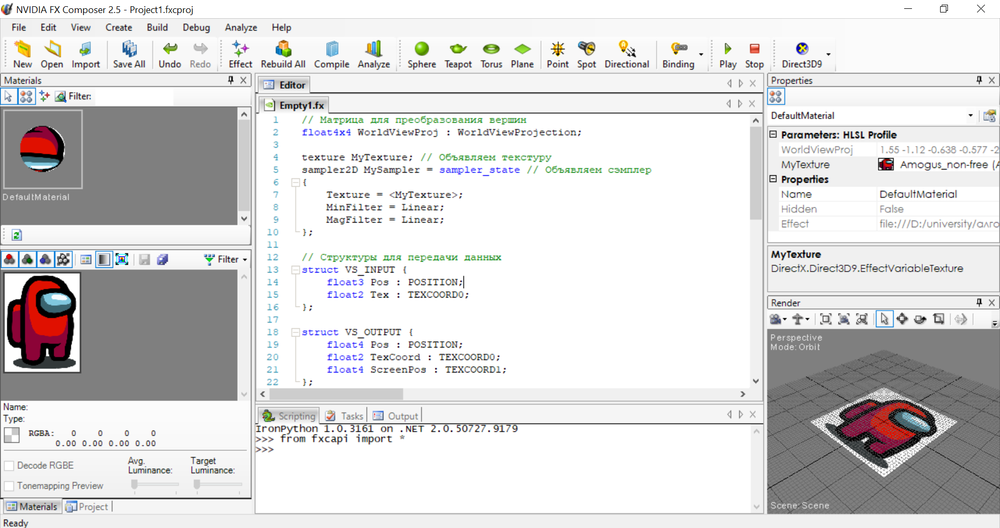 NVIDIA FX Composer 2.5 - Project1.fxcproj
File Edit View Create Build Debug Analyze Help
New Open Import Save All Undo Redo Effect Rebuild All Compile Analyze Sphere Teapot Torus Plane Point Spot Directional Binding Play Stop Direct3D9
Materials
Filter:
DefaultMaterial
Filter
Name:
Type:
RGBA: 0 0 0 0
0.00 0.00 0.00 0.00
Decode RGBE
Avg. Luminance:
Target Luminance:
Tonemapping Preview
Materials Project
Ready
Editor
Empty1.fx
1 // Матрица для преобразования вершин
2 float4x4 WorldViewProj : WorldViewProjection;
3
4 texture MyTexture; // Объявляем текстуру
5 sampler2D MySampler = sampler_state // Объявляем сэмплер
6 {
7 Texture = <MyTexture>;
8 MinFilter = Linear;
9 MagFilter = Linear;
10 };
11
12 // Структуры для передачи данных
13 struct VS_INPUT {
14 float3 Pos : POSITION;
15 float2 Tex : TEXCOORD0;
16 };
17
18 struct VS_OUTPUT {
19 float4 Pos : POSITION;
20 float2 TexCoord : TEXCOORD0;
21 float4 ScreenPos : TEXCOORD1;
22 };
Scripting Tasks Output
IronPython 1.0.3161 on .NET 2.0.50727.9179
>>> from fxcapi import *
>>>
Properties
DefaultMaterial
Parameters: HLSL Profile
WorldViewProj 1.55 -1.12 -0.638 -0.577 -2
MyTexture Amogus_non-free (A
Properties
Name DefaultMaterial
Hidden False
Effect file:///D:/university/алго
MyTexture
DirectX.Direct3D9.EffectVariableTexture
Render
Perspective
Mode: Orbit
Scene: Scene